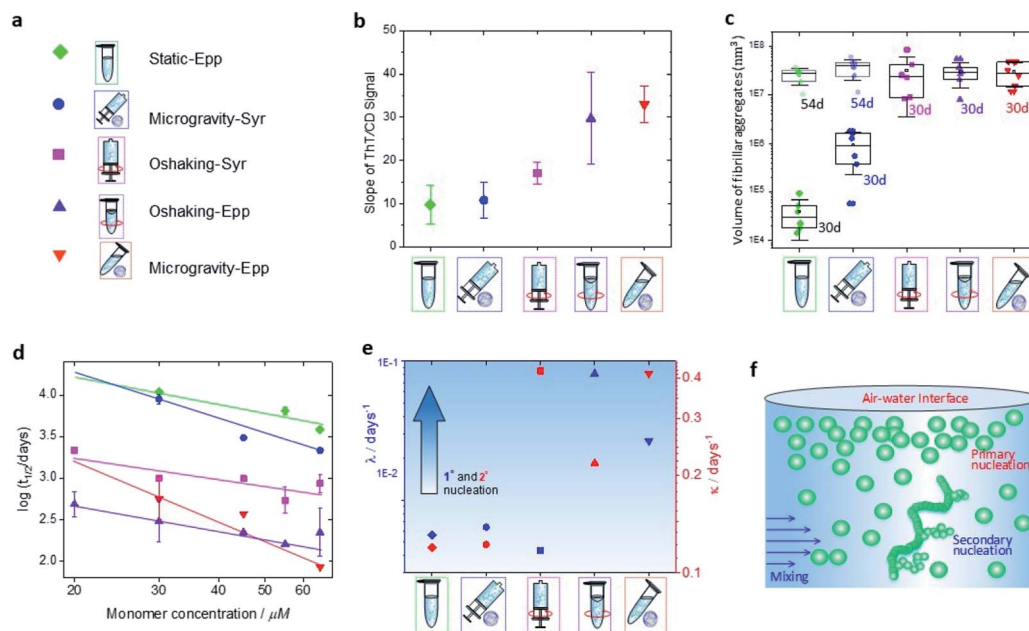 a
Static-Epp
Microgravity-Syr
Oshaking-Syr
Oshaking-Epp
Microgravity-Epp
b
Slope of ThT/CD Signal
50
40
30
20
10
0
c
Volume of fibrillar aggregates (nm³)
1E8
1E7
1E6
1E5
1E4
54d
54d
30d
30d
30d
30d
30d
d
log (t1/2/days)
4.0
3.5
3.0
2.5
2.0
20
30
40
50
60
Monomer concentration / μM
e
λ / days⁻¹
1E-1
1E-2
1° and 2°
nucleation
κ / days⁻¹
0.4
0.3
0.2
0.1
f
Air-water Interface
Primary
nucleation
Secondary
nucleation
Mixing